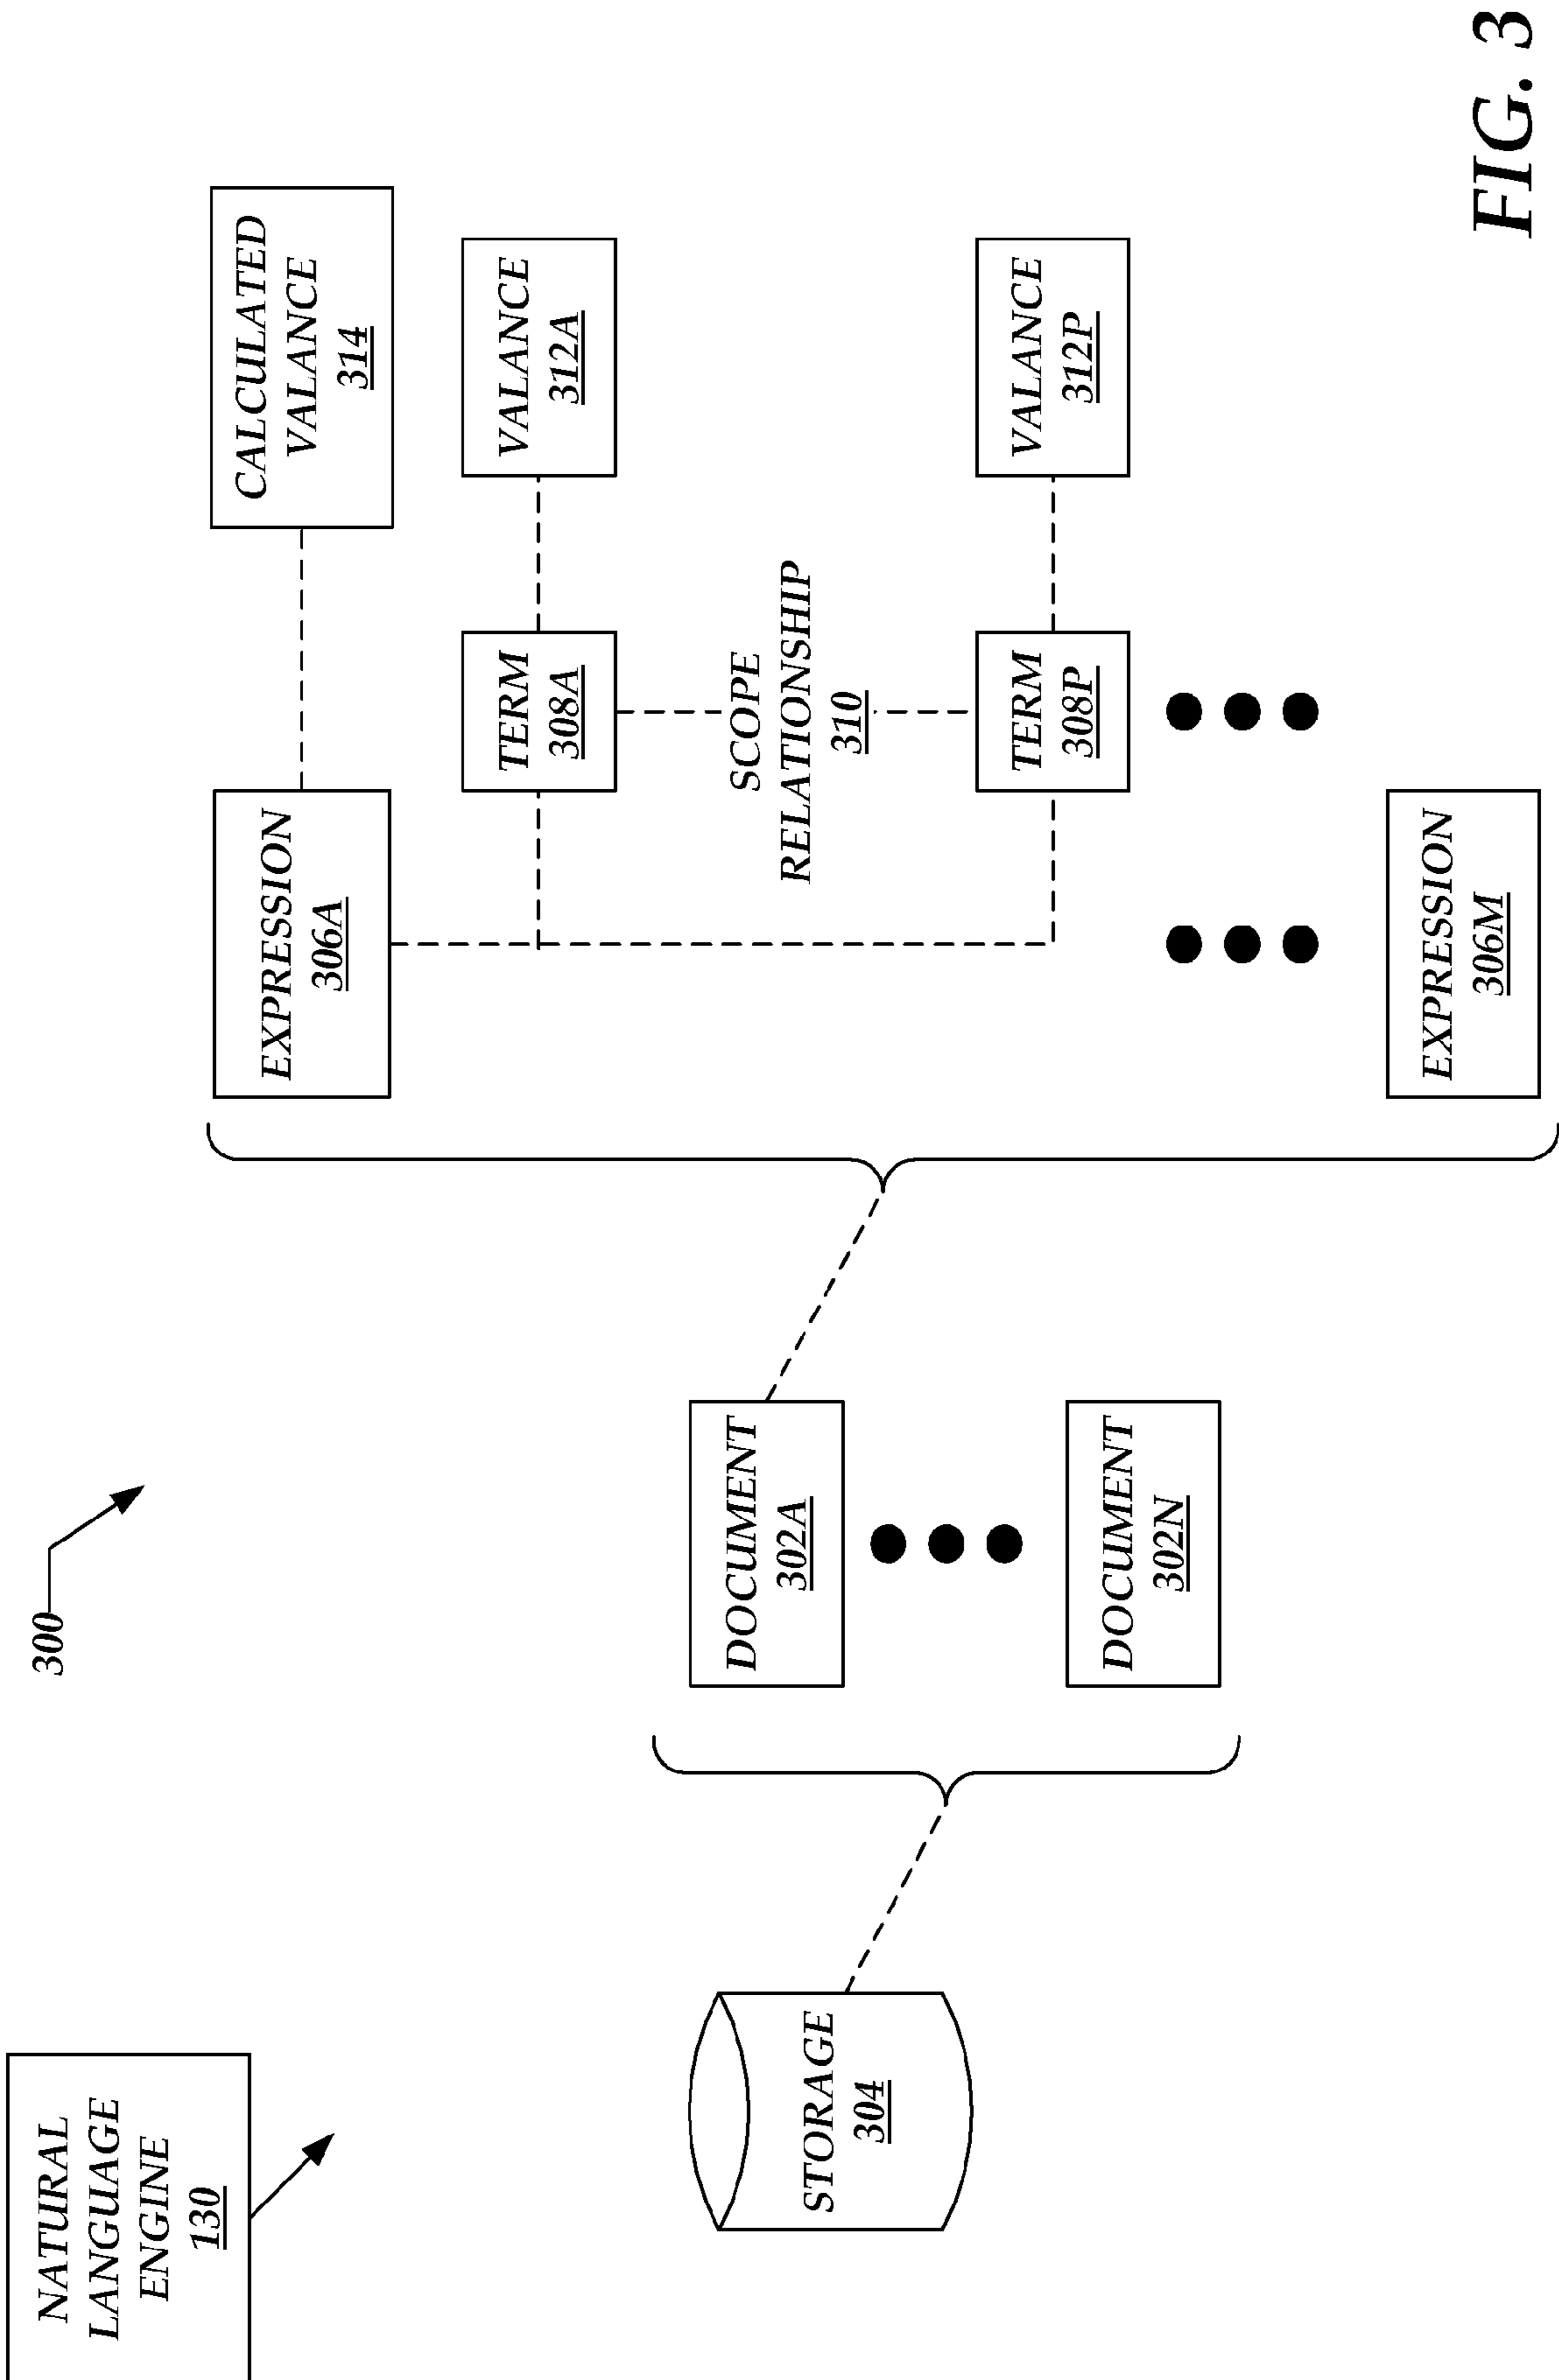 300
NATURAL
LANGUAGE
ENGINE
130
STORAGE
304
DOCUMENT
302A
DOCUMENT
302N
EXPRESSION
306A
CALCULATED
VALANCE
314
TERM
308A
VALANCE
312A
SCOPE
RELATIONSHIP
310
TERM
308P
VALANCE
312P
EXPRESSION
306M
FIG. 3